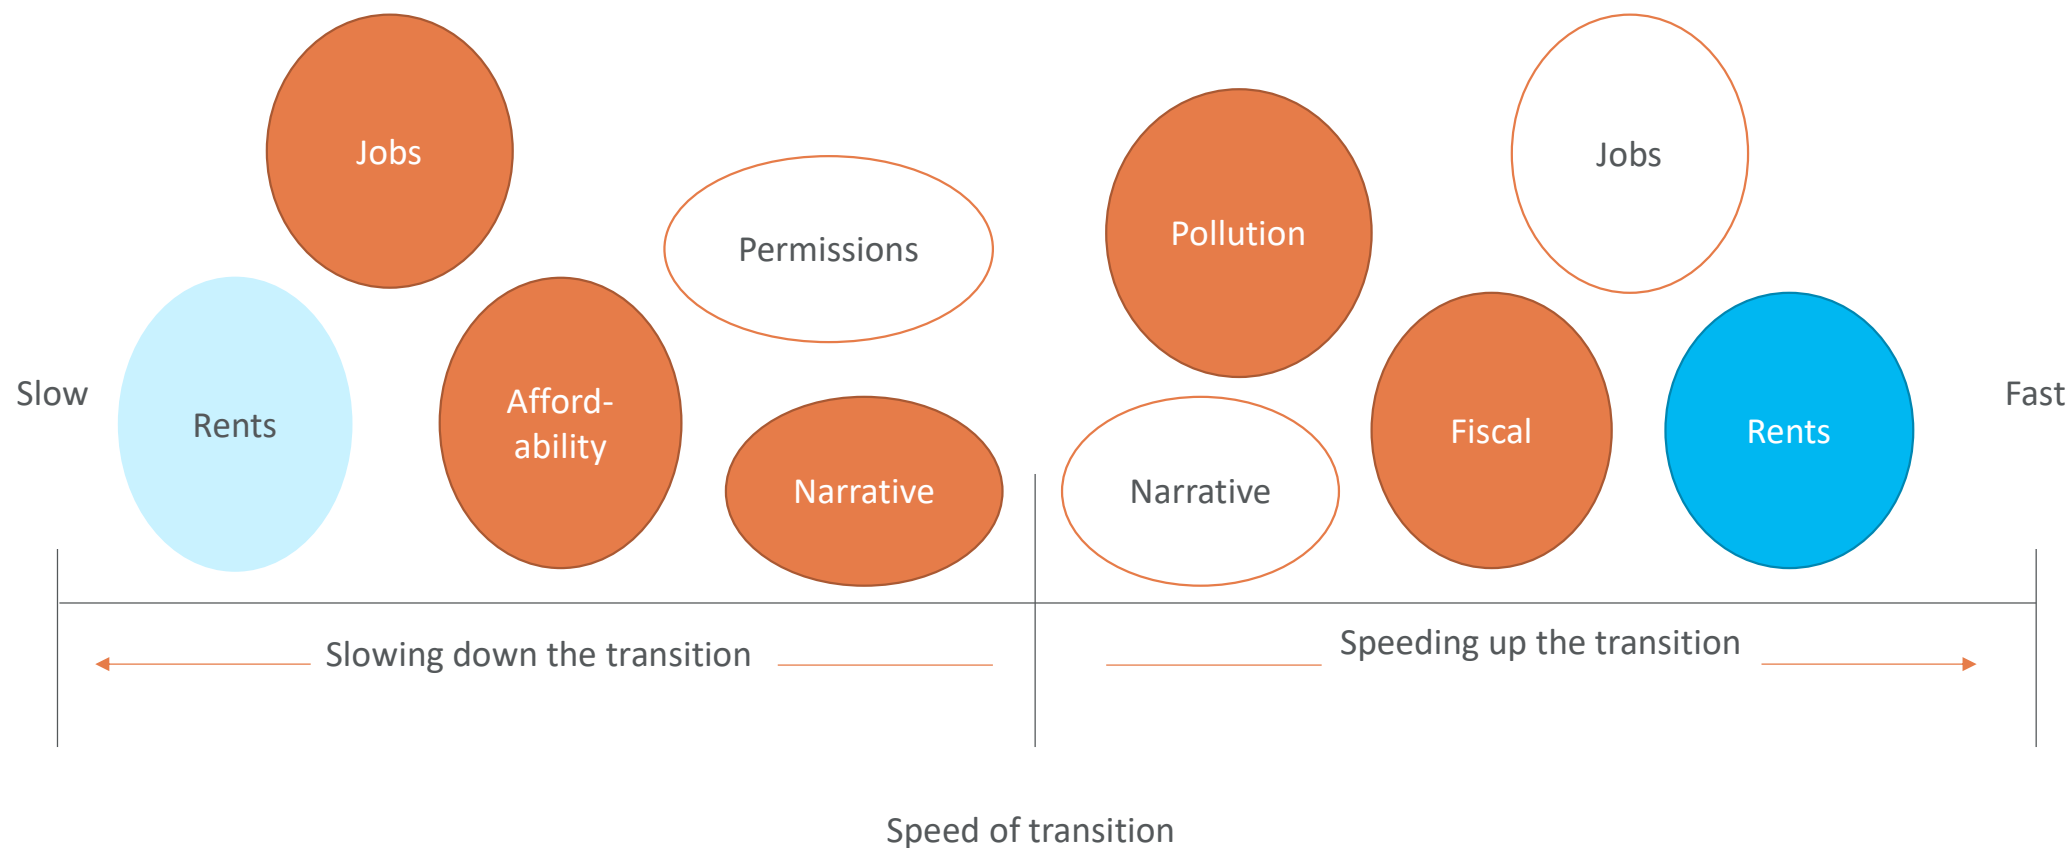 Jobs
Jobs
Pollution
Permissions
Slow
Fast
Afford-
ability
Rents
Fiscal
Rents
Narrative
Narrative
Slowing down the transition
Speeding up the transition
Speed of transition